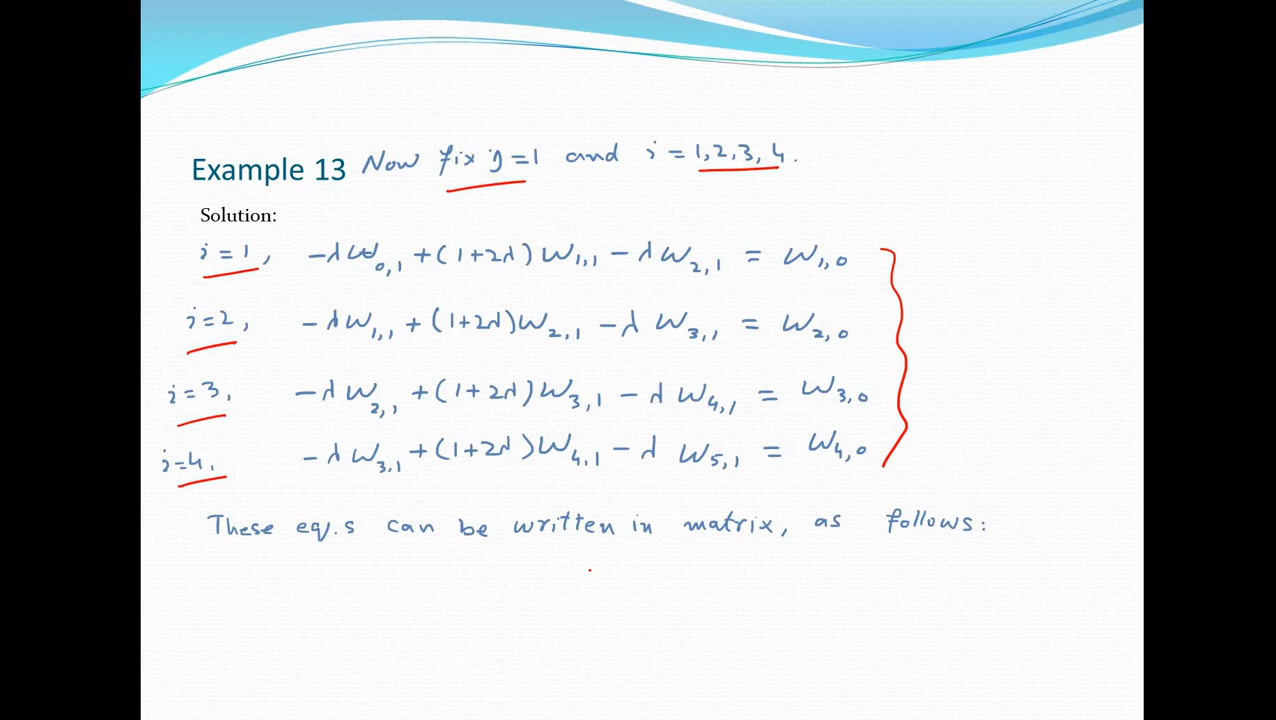 Example 13 Now fix j=1 and i = 1,2,3,4.
Solution:
i=1, -λW0,1 + (1+2λ)W1,1 - λW2,1 = W1,0
i=2, -λW1,1 + (1+2λ)W2,1 - λW3,1 = W2,0
i=3, -λW2,1 + (1+2λ)W3,1 - λW4,1 = W3,0
i=4, -λW3,1 + (1+2λ)W4,1 - λW5,1 = W4,0
These eq.s can be written in matrix, as follows: